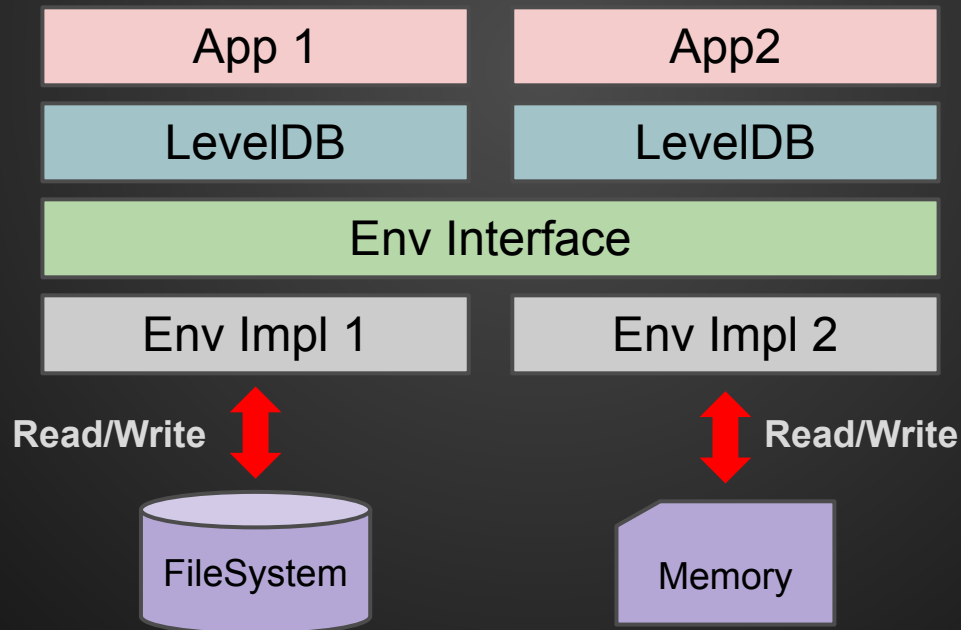 App 1
App2
LevelDB
LevelDB
Env Interface
Env Impl 1
Env Impl 2
Read/Write
Read/Write
FileSystem
Memory